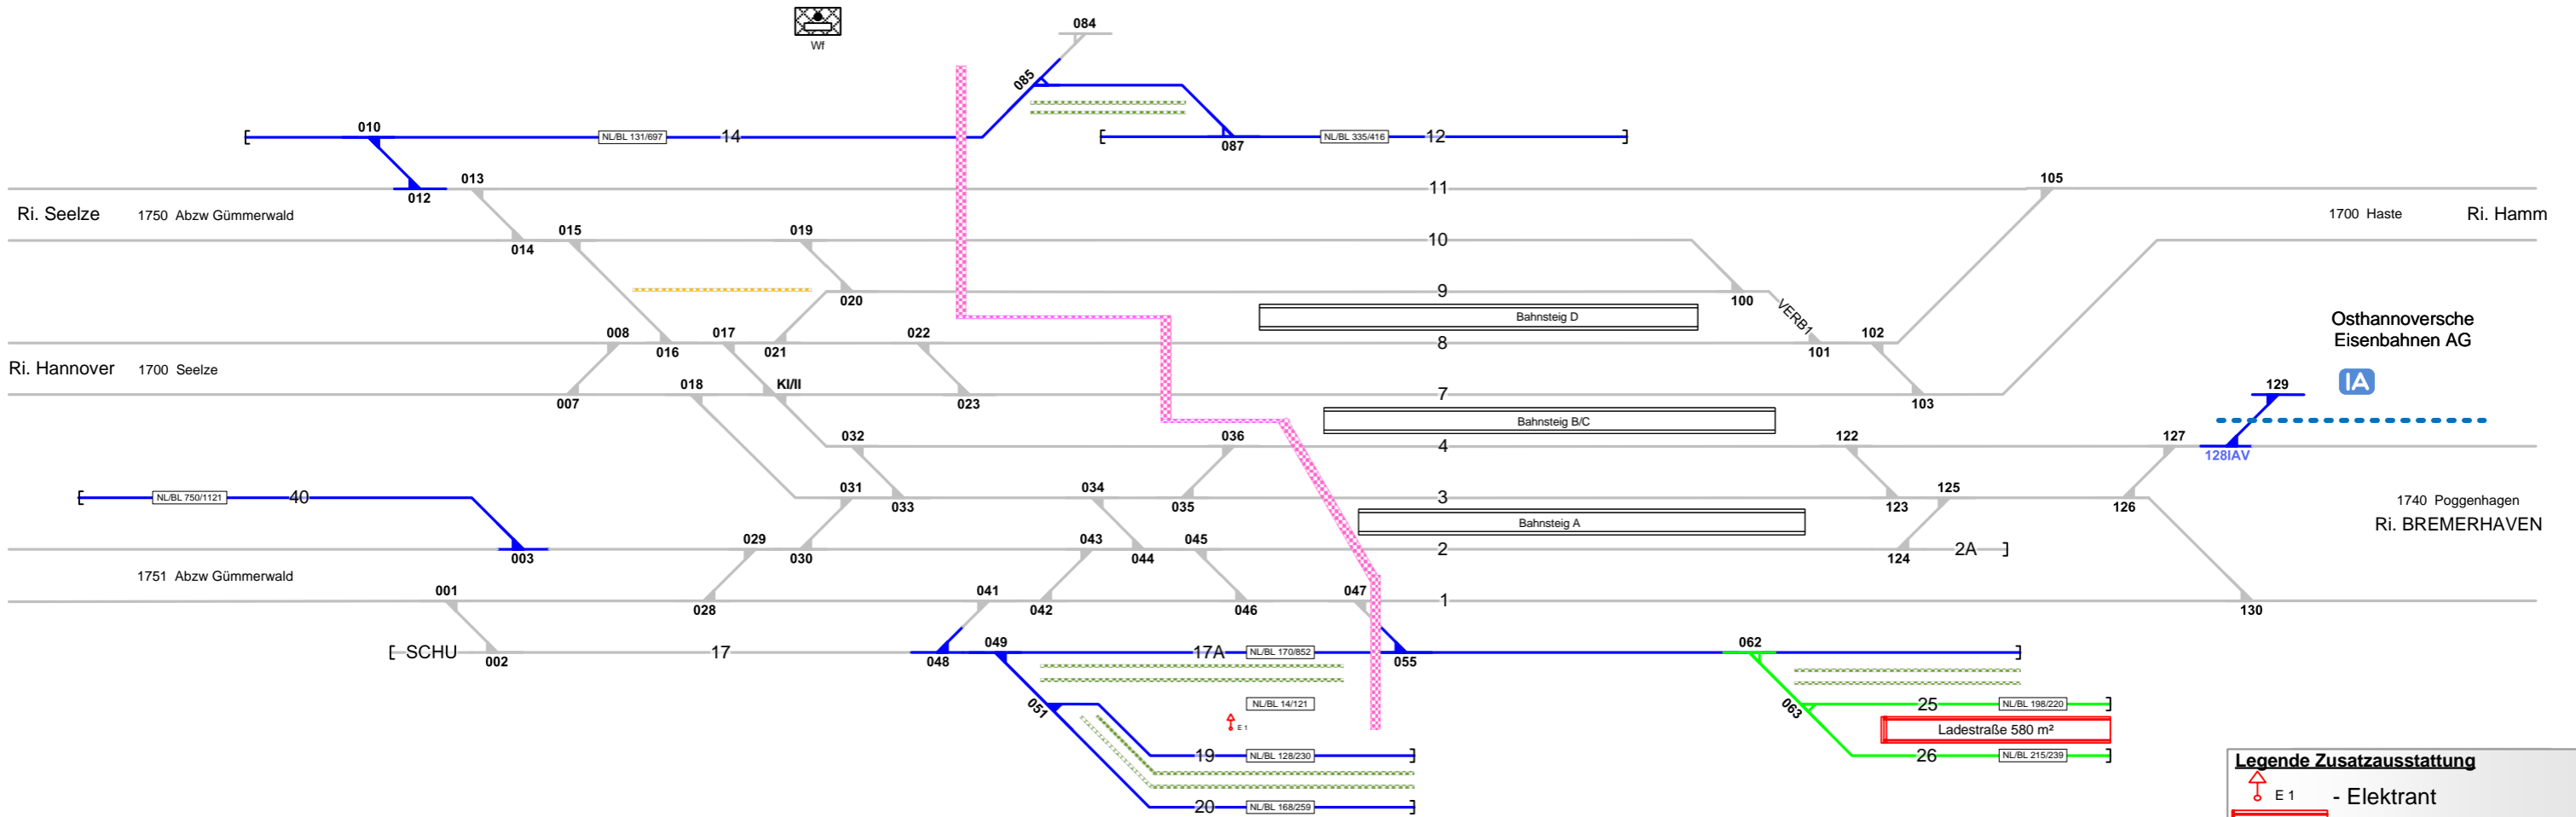 Wf
084
085
010
NL/BL 131/697
14
087
NL/BL 335/416
12
012
013
11
105
Ri. Seelze
1750 Abzw Gümmerwald
1700 Haste
Ri. Hamm
014
015
019
10
020
9
100
VERB1
Bahnsteig D
Osthannoversche
Eisenbahnen AG
008
016
017
021
022
8
101
102
Ri. Hannover
1700 Seelze
007
018
KI/II
023
7
103
IA
129
Bahnsteig B/C
032
036
4
122
127
128IAV
NL/BL 750/1121
40
031
033
034
035
3
123
125
126
1740 Poggenhagen
Ri. BREMERHAVEN
Bahnsteig A
003
029
030
043
044
045
2
124
2A
1751 Abzw Gümmerwald
001
028
041
042
046
047
1
130
SCHU
002
17
048
049
17A
NL/BL 170/852
055
062
051
NL/BL 14/121
E 1
063
25
NL/BL 198/220
Ladestraße 580 m²
19
NL/BL 128/230
26
NL/BL 215/239
20
NL/BL 168/259
Legende Zusatzausstattung
E 1 - Elektrant